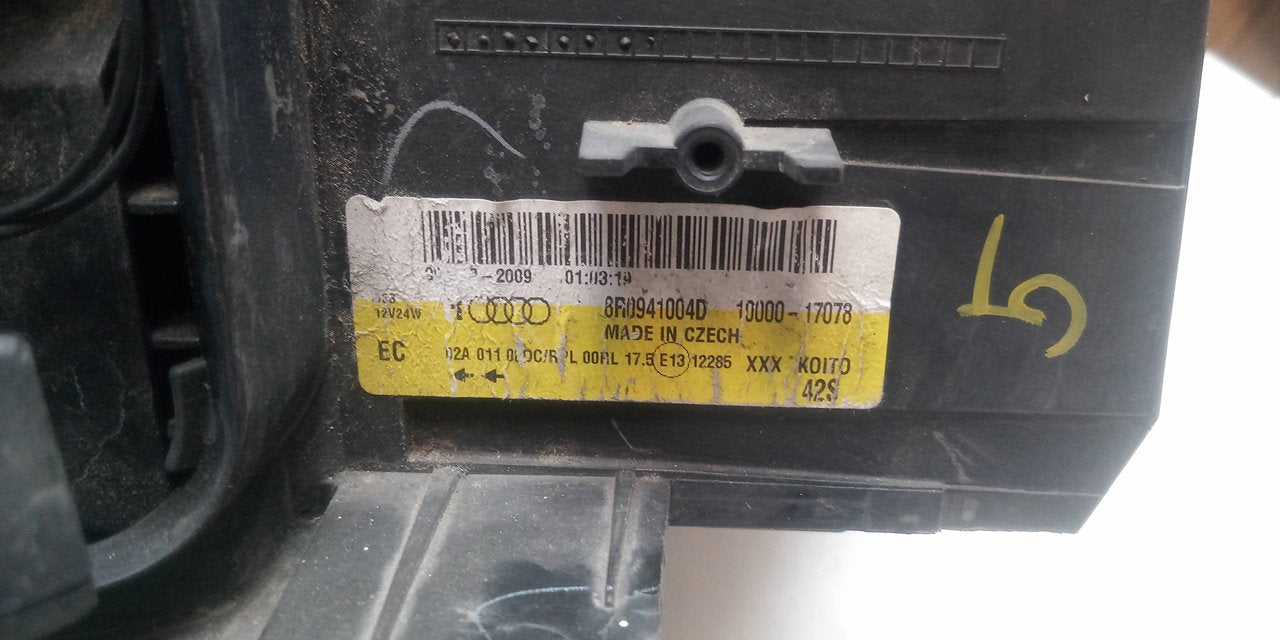 -2009 01:03:19
8R0941004D 10000-17078
12V24W
MADE IN CZECH
EC 02A 011 00RL 17.5 E13 12285 XXX KOITO
42S